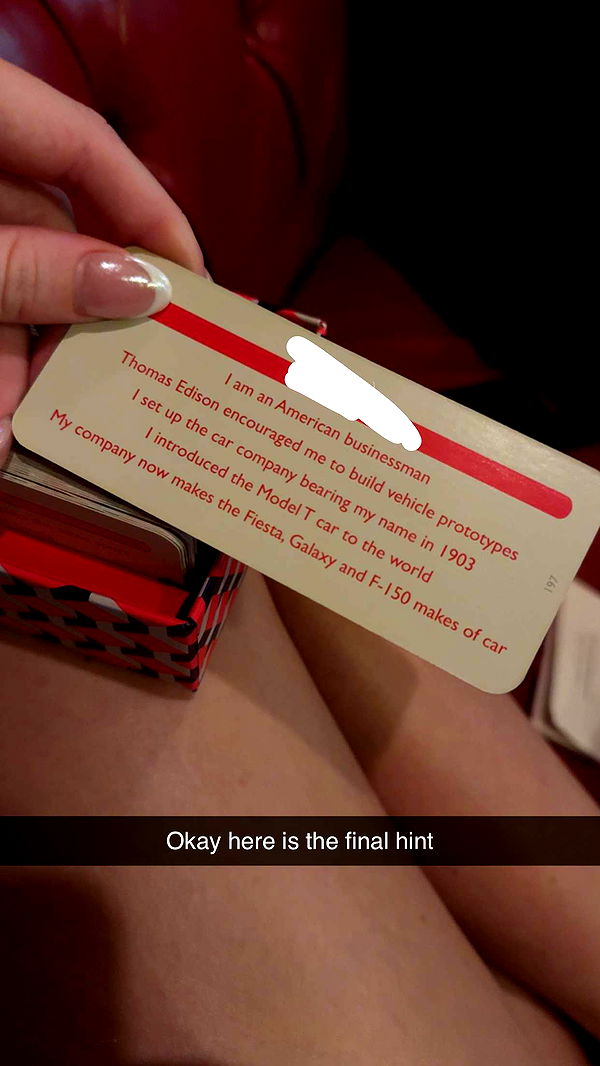 I am an American businessman
Thomas Edison encouraged me to build vehicle prototypes
I set up the car company bearing my name in 1903
I introduced the Model T car to the world
My company now makes the Fiesta, Galaxy and F-150 makes of car
197
Okay here is the final hint